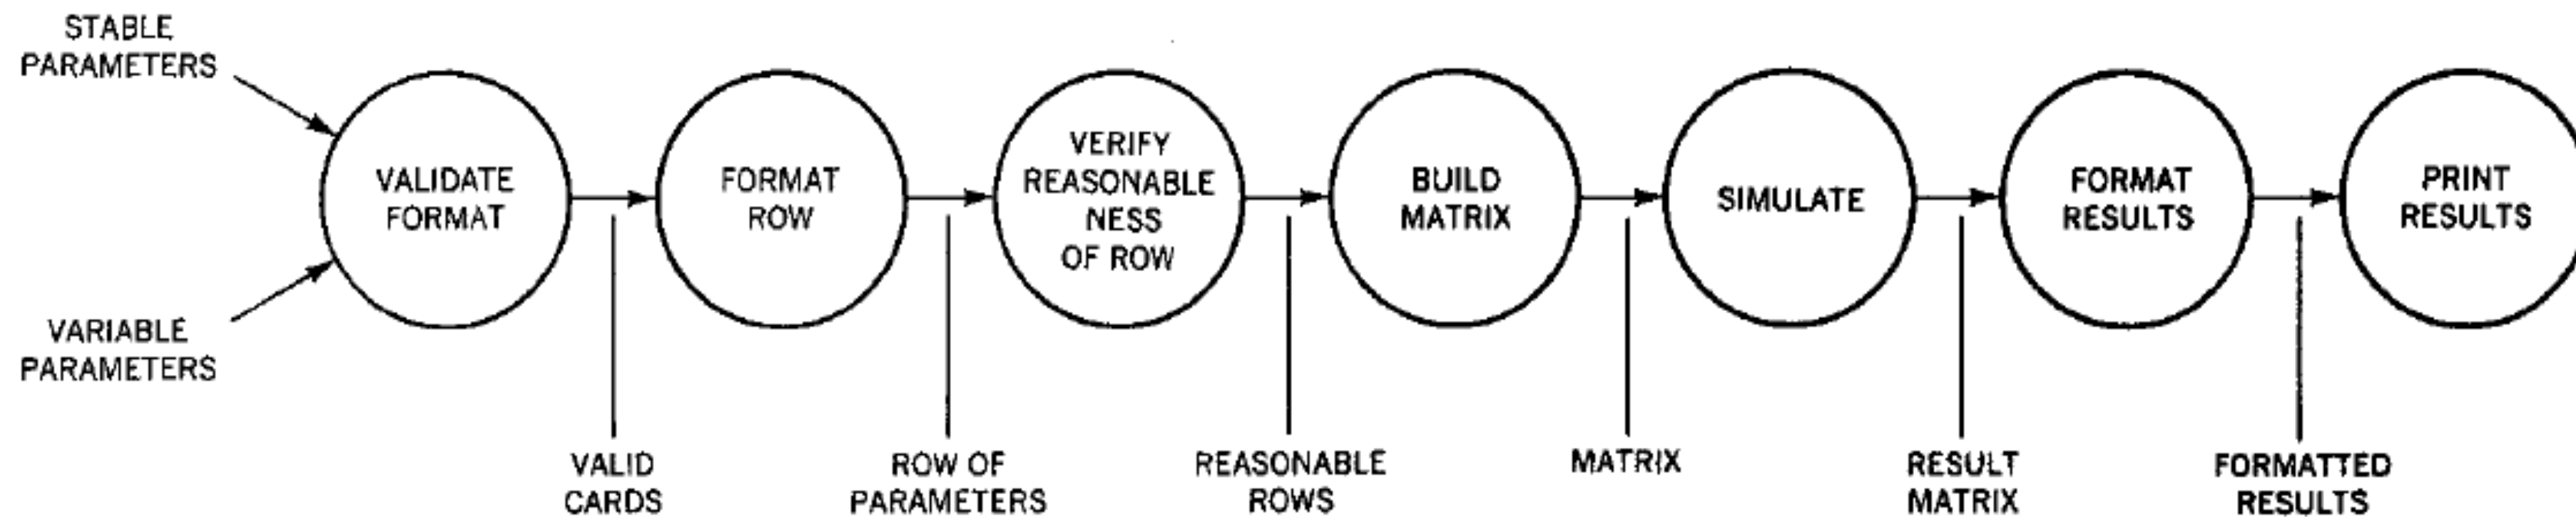 STABLE
PARAMETERS
VARIABLE
PARAMETERS
VALIDATE
FORMAT
VALID
CARDS
FORMAT
ROW
ROW OF
PARAMETERS
VERIFY
REASONABLE
NESS
OF ROW
REASONABLE
ROWS
BUILD
MATRIX
MATRIX
SIMULATE
RESULT
MATRIX
FORMAT
RESULTS
FORMATTED
RESULTS
PRINT
RESULTS